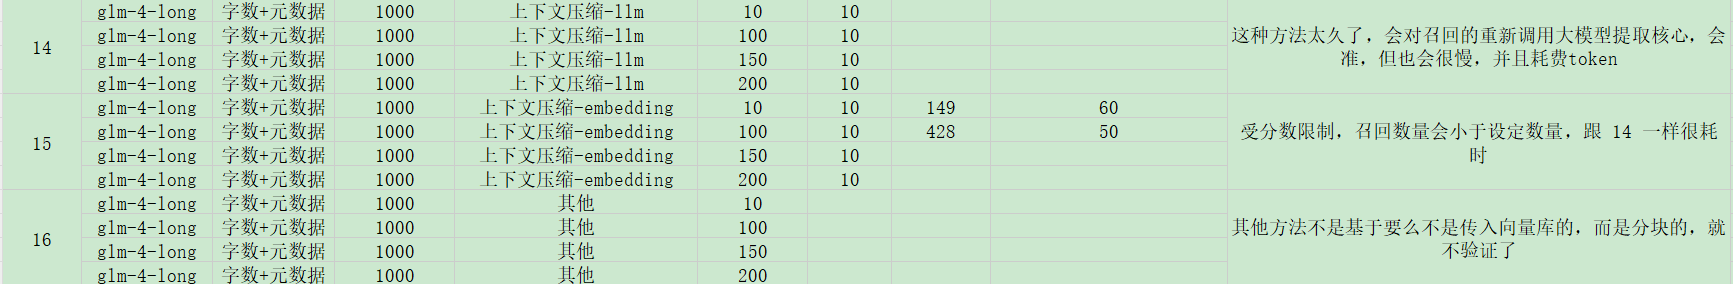 glm-4-long 字数+元数据 1000 上下文压缩-llm 10 10
glm-4-long 字数+元数据 1000 上下文压缩-llm 100 10
14
glm-4-long 字数+元数据 1000 上下文压缩-llm 150 10
glm-4-long 字数+元数据 1000 上下文压缩-llm 200 10
这种方法太久了，会对召回的重新调用大模型提取核心，会
准，但也会很慢，并且耗费token
glm-4-long 字数+元数据 1000 上下文压缩-embedding 10 10 149 60
glm-4-long 字数+元数据 1000 上下文压缩-embedding 100 10 428 50
15
glm-4-long 字数+元数据 1000 上下文压缩-embedding 150 10
glm-4-long 字数+元数据 1000 上下文压缩-embedding 200 10
受分数限制，召回数量会小于设定数量，跟 14 一样很耗
时
glm-4-long 字数+元数据 1000 其他 10
glm-4-long 字数+元数据 1000 其他 100
16
glm-4-long 字数+元数据 1000 其他 150
glm-4-long 字数+元数据 1000 其他 200
其他方法不是基于要么不是传入向量库的，而是分块的，就
不验证了